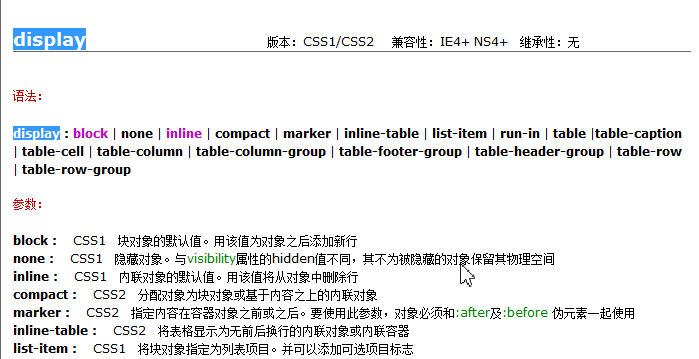 display 版本：CSS1/CSS2 兼容性：IE4+ NS4+ 继承性：无
语法：
display : block | none | inline | compact | marker | inline-table | list-item | run-in | table |table-caption
| table-cell | table-column | table-column-group | table-footer-group | table-header-group | table-row
| table-row-group
参数：
block : CSS1 块对象的默认值。用该值为对象之后添加新行
none : CSS1 隐藏对象。与visibility属性的hidden值不同，其不为被隐藏的对象保留其物理空间
inline : CSS1 内联对象的默认值。用该值将从对象中删除行
compact : CSS2 分配对象为块对象或基于内容之上的内联对象
marker : CSS2 指定内容在容器对象之前或之后。要使用此参数，对象必须和:after及:before 伪元素一起使用
inline-table : CSS2 将表格显示为无前后换行的内联对象或内联容器
list-item : CSS1 将块对象指定为列表项目。并可以添加可选项目标志